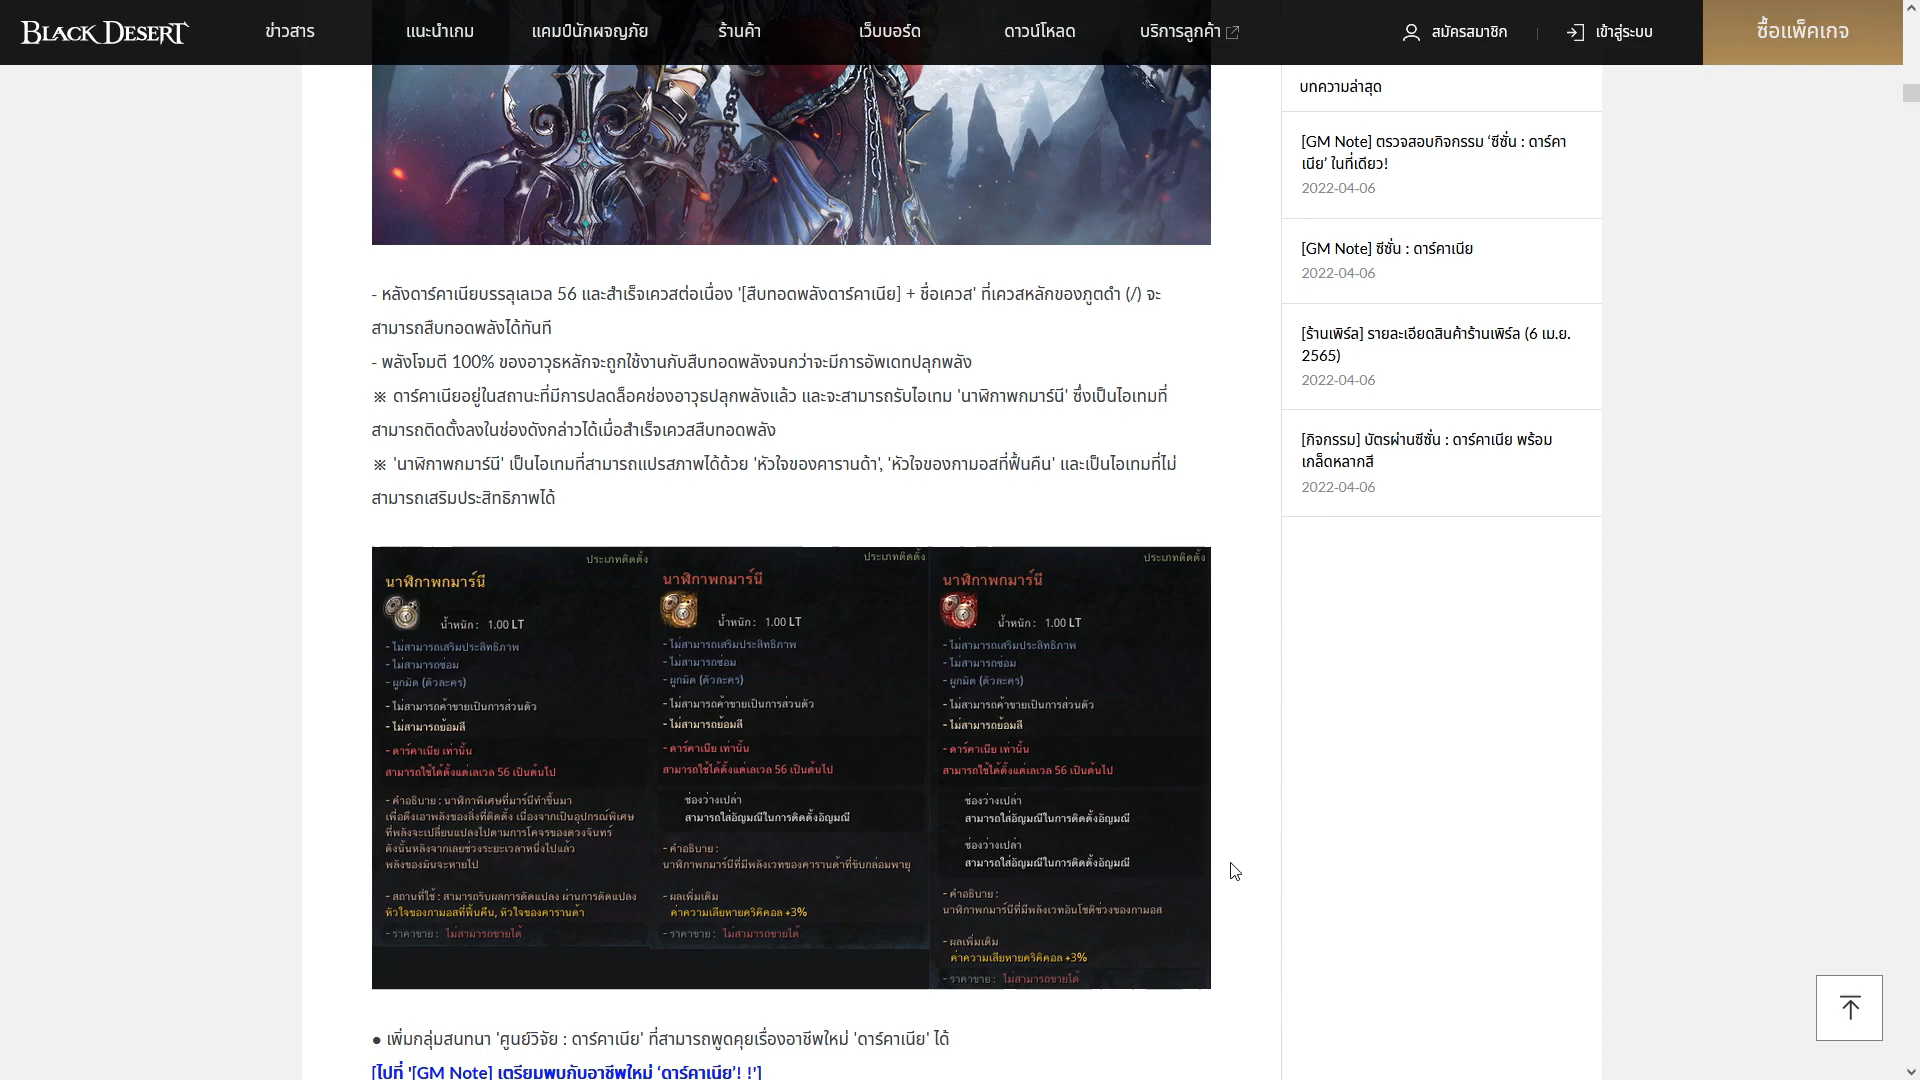 BLACK DESERT
ข่าวสาร
แนะนำเกม
แคมป์นักผจญภัย
ร้านค้า
เว็บบอร์ด
ดาวน์โหลด
บริการลูกค้า
สมัครสมาชิก
เข้าสู่ระบบ
ซื้อแพ็คเกจ
- หลังดาร์คาเนียบรรลุเลเวล 56 และสำเร็จเควสต่อเนื่อง '[สืบทอดพลังดาร์คาเนีย] + ชื่อเควส' ที่เควสหลักของภูตดำ (/) จะ
สามารถสืบทอดพลังได้ทันที
- พลังโจมตี 100% ของอาวุธหลักจะถูกใช้งานกับสืบทอดพลังจนกว่าจะมีการอัพเดทปลุกพลัง
※ ดาร์คาเนียอยู่ในสถานะที่มีการปลดล็อคช่องอาวุธปลุกพลังแล้ว และจะสามารถรับไอเทม 'นาฬิกาพกมาร์นี' ซึ่งเป็นไอเทมที่
สามารถติดตั้งลงในช่องดังกล่าวได้เมื่อสำเร็จเควสสืบทอดพลัง
※ 'นาฬิกาพกมาร์นี' เป็นไอเทมที่สามารถแปรสภาพได้ด้วย 'หัวใจของคารานด้า', 'หัวใจของกามอสที่ฟื้นคืน' และเป็นไอเทมที่ไม่
สามารถเสริมประสิทธิภาพได้
ประเภทติดตั้ง
นาฬิกาพกมาร์นี
น้ำหนัก : 1.00 LT
- ไม่สามารถเสริมประสิทธิภาพ
- ไม่สามารถซ่อม
- ผูกมัด (ตัวละคร)
- ไม่สามารถค้าขายเป็นการส่วนตัว
- ไม่สามารถย้อมสี
- ดาร์คาเนีย เท่านั้น
สามารถใช้ได้ตั้งแต่เลเวล 56 เป็นต้นไป
- คำอธิบาย : นาฬิกาพิเศษที่มาร์นีทำขึ้นมา
เพื่อดึงเอาพลังของสิ่งที่ติดตั้ง เนื่องจากเป็นอุปกรณ์พิเศษ
ที่พลังจะเปลี่ยนแปลงไปตามการโคจรของดวงจันทร์
ดังนั้นหลังจากเลยช่วงระยะเวลาหนึ่งไปแล้ว
พลังของมันจะหายไป
- สถานที่ใช้ : สามารถรับผลการดัดแปลง ผ่านการดัดแปลง
หัวใจของกามอสที่ฟื้นคืน, หัวใจของคารานด้า
- ราคาขาย : ไม่สามารถขายได้
ประเภทติดตั้ง
นาฬิกาพกมาร์นี
น้ำหนัก : 1.00 LT
- ไม่สามารถเสริมประสิทธิภาพ
- ไม่สามารถซ่อม
- ผูกมัด (ตัวละคร)
- ไม่สามารถค้าขายเป็นการส่วนตัว
- ไม่สามารถย้อมสี
- ดาร์คาเนีย เท่านั้น
สามารถใช้ได้ตั้งแต่เลเวล 56 เป็นต้นไป
ช่องว่างเปล่า
สามารถใส่อัญมณีในการติดตั้งอัญมณี
- คำอธิบาย :
นาฬิกาพกมาร์นีที่มีพลังเวทของคารานด้าที่ขับกล่อมพายุ
- ผลเพิ่มเติม
ค่าความเสียหายคริติคอล +3%
- ราคาขาย : ไม่สามารถขายได้
ประเภทติดตั้ง
นาฬิกาพกมาร์นี
น้ำหนัก : 1.00 LT
- ไม่สามารถเสริมประสิทธิภาพ
- ไม่สามารถซ่อม
- ผูกมัด (ตัวละคร)
- ไม่สามารถค้าขายเป็นการส่วนตัว
- ไม่สามารถย้อมสี
- ดาร์คาเนีย เท่านั้น
สามารถใช้ได้ตั้งแต่เลเวล 56 เป็นต้นไป
ช่องว่างเปล่า
สามารถใส่อัญมณีในการติดตั้งอัญมณี
ช่องว่างเปล่า
สามารถใส่อัญมณีในการติดตั้งอัญมณี
- คำอธิบาย :
นาฬิกาพกมาร์นีที่มีพลังเวทอันโชติช่วงของกามอส
- ผลเพิ่มเติม
ค่าความเสียหายคริติคอล +3%
- ราคาขาย : ไม่สามารถขายได้
● เพิ่มกลุ่มสนทนา 'ศูนย์วิจัย : ดาร์คาเนีย' ที่สามารถพูดคุยเรื่องอาชีพใหม่ 'ดาร์คาเนีย' ได้
[ไปที่ '[GM Note] เตรียมพบกับอาชีพใหม่ ‘ดาร์คาเนีย’! !']
บทความล่าสุด
[GM Note] ตรวจสอบกิจกรรม ‘ซีซั่น : ดาร์คา
เนีย’ ในที่เดียว!
2022-04-06
[GM Note] ซีซั่น : ดาร์คาเนีย
2022-04-06
[ร้านเพิร์ล] รายละเอียดสินค้าร้านเพิร์ล (6 เม.ย.
2565)
2022-04-06
[กิจกรรม] บัตรผ่านซีซั่น : ดาร์คาเนีย พร้อม
เกล็ดหลากสี
2022-04-06